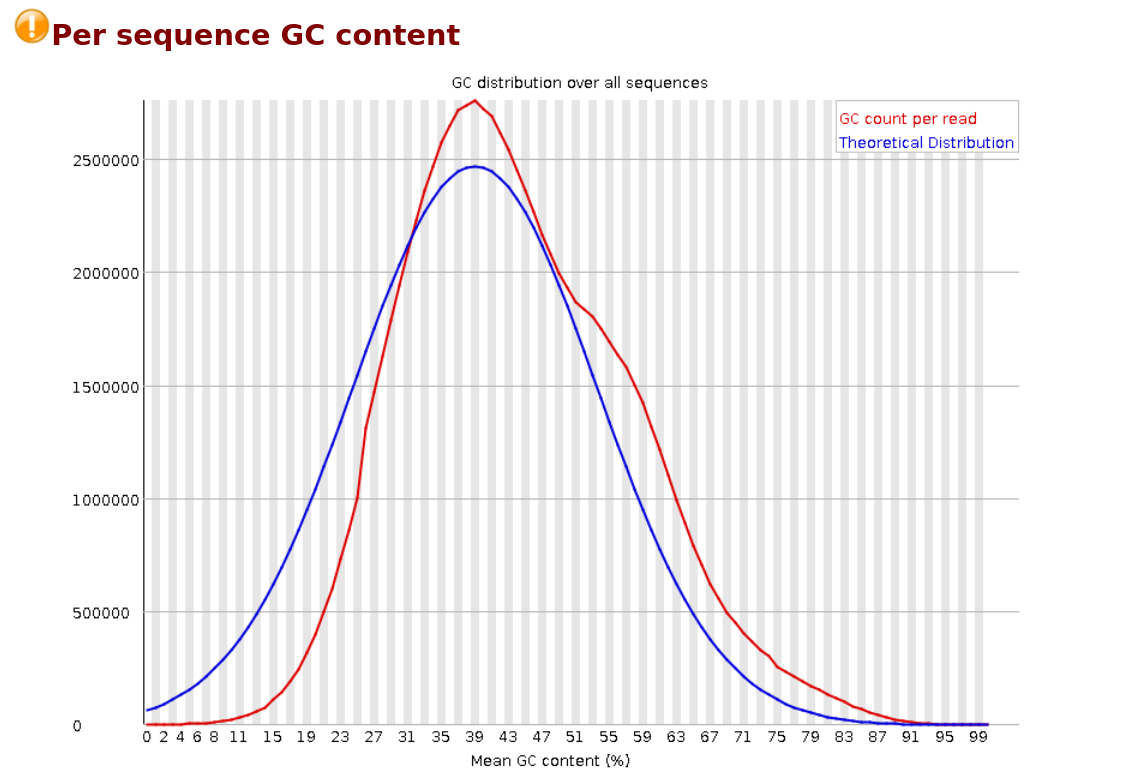 Per sequence GC content
GC distribution over all sequences
GC count per read
Theoretical Distribution
2500000
2000000
1500000
1000000
500000
0
0 2 4 6 8 11 15 19 23 27 31 35 39 43 47 51 55 59 63 67 71 75 79 83 87 91 95 99
Mean GC content (%)